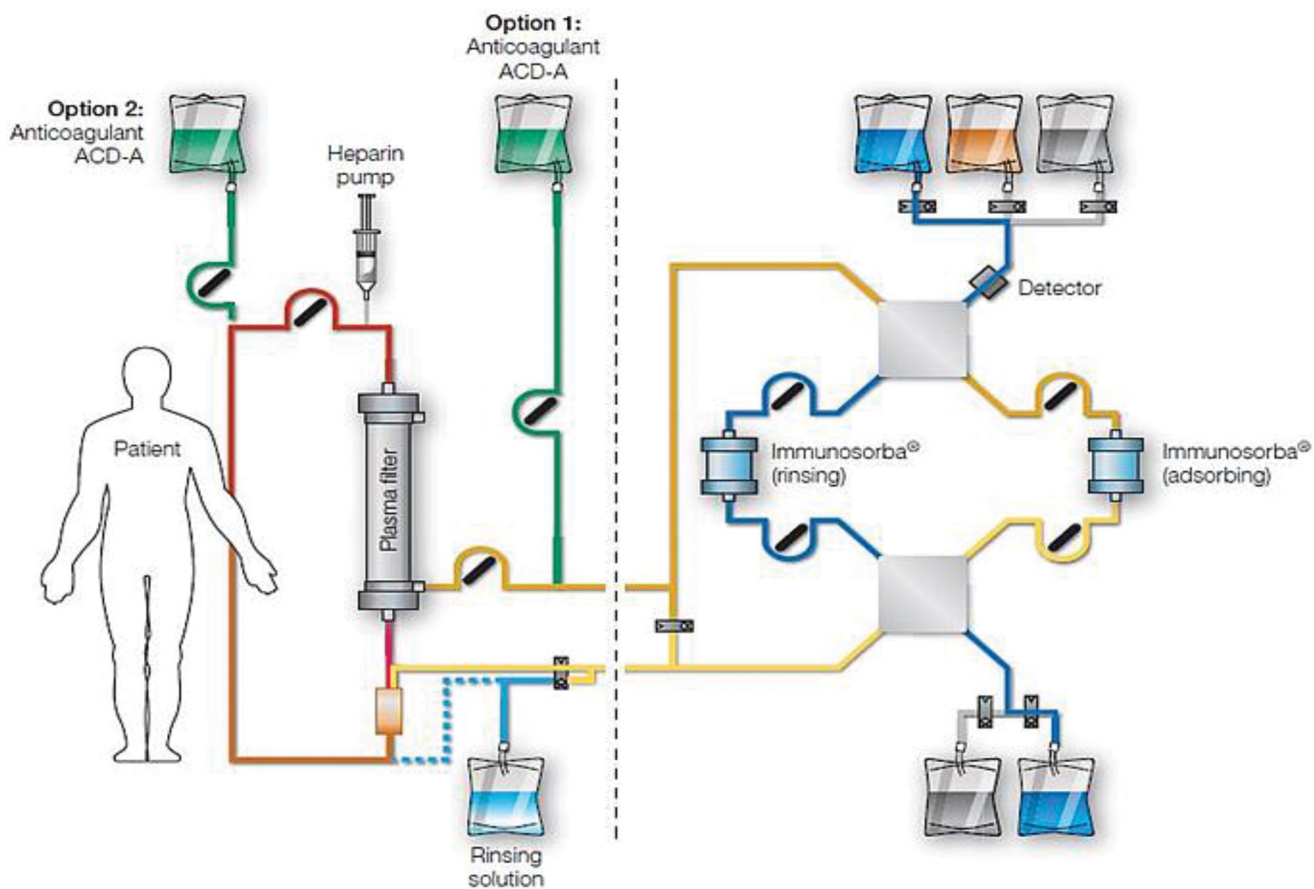 Option 1:
Anticoagulant
ACD-A
Option 2:
Anticoagulant
ACD-A
Heparin
pump
Detector
Patient
Plasma filter
Immunosorba®
(rinsing)
Immunosorba®
(adsorbing)
Rinsing
solution